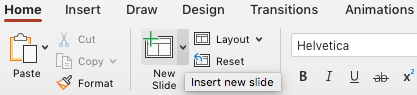 Home Insert Draw Design Transitions Animations
Cut
Copy
Format
Paste
New
Slide
Layout
Reset
Insert new slide
Helvetica
B I U ab x²